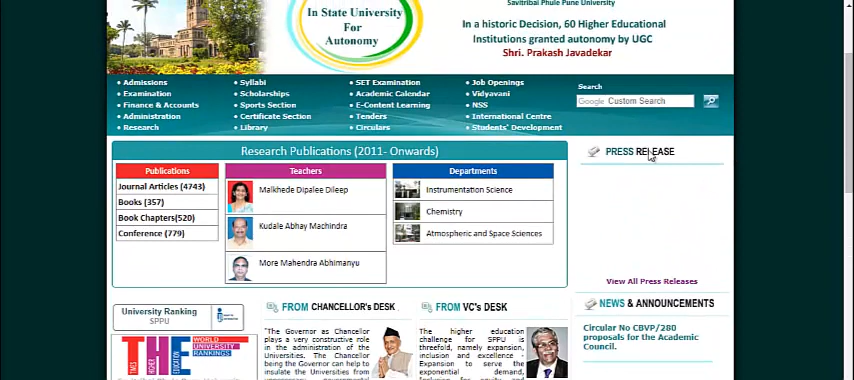 Savitribai Phule Pune University
In State University
For
Autonomy
In a historic Decision, 60 Higher Educational
Institutions granted autonomy by UGC
Shri. Prakash Javadekar
• Admissions
• Examination
• Finance & Accounts
• Administration
• Research
• Syllabi
• Scholarships
• Sports Section
• Certificate Section
• Library
• SET Examination
• Academic Calendar
• E-Content Learning
• Tenders
• Circulars
• Job Openings
• Vidyavani
• NSS
• International Centre
• Students' Development
Search
Google Custom Search
Research Publications (2011- Onwards)
Publications
Journal Articles (4743)
Books (357)
Book Chapters(520)
Conference (779)
Teachers
Malkhede Dipalee Dileep
Kudale Abhay Machindra
More Mahendra Abhimanyu
Departments
Instrumentation Science
Chemistry
Atmospheric and Space Sciences
PRESS RELEASE
View All Press Releases
University Ranking
SPPU
TIMES
HIGHER
EDUCATION
WORLD
UNIVERSITY
RANKINGS
FROM CHANCELLOR'S DESK
"The Governor as Chancellor
plays a very constructive role
in the administration of the
Universities. The Chancellor
being the Governor can help to
insulate the Universities from
FROM VC's DESK
The higher education
challenge for SPPU is
threefold, namely expansion,
inclusion and excellence -
Expansion to serve the
exponential demand,
NEWS & ANNOUNCEMENTS
Circular No CBVP/280
proposals for the Academic
Council.